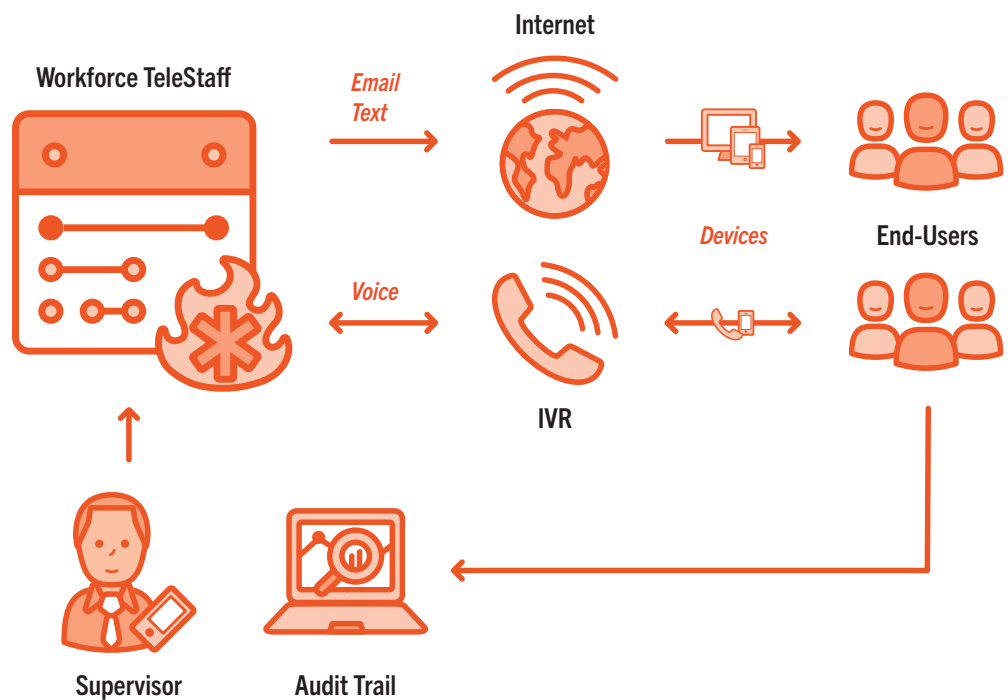 Internet
Workforce TeleStaff
Email
Text
Devices
End-Users
Voice
IVR
Supervisor
Audit Trail